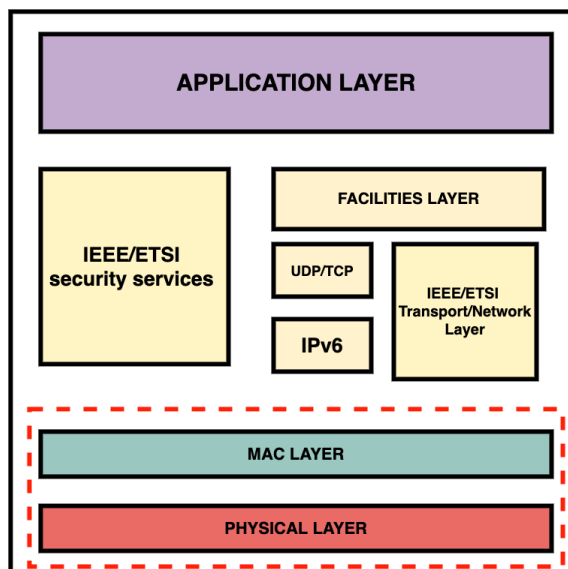 APPLICATION LAYER
IEEE/ETSI
security services
FACILITIES LAYER
UDP/TCP
IPv6
IEEE/ETSI
Transport/Network
Layer
MAC LAYER
PHYSICAL LAYER